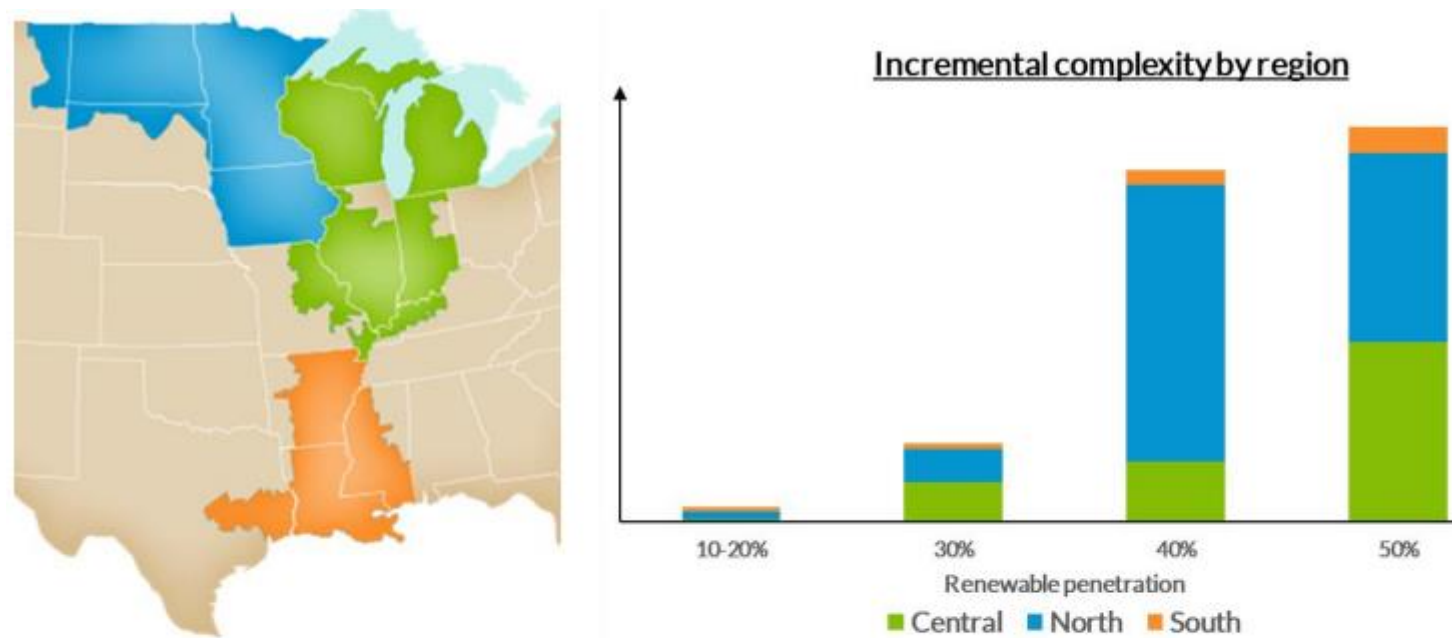 Incremental complexity by region
10-20% 30% 40% 50%
Renewable penetration
Central North South